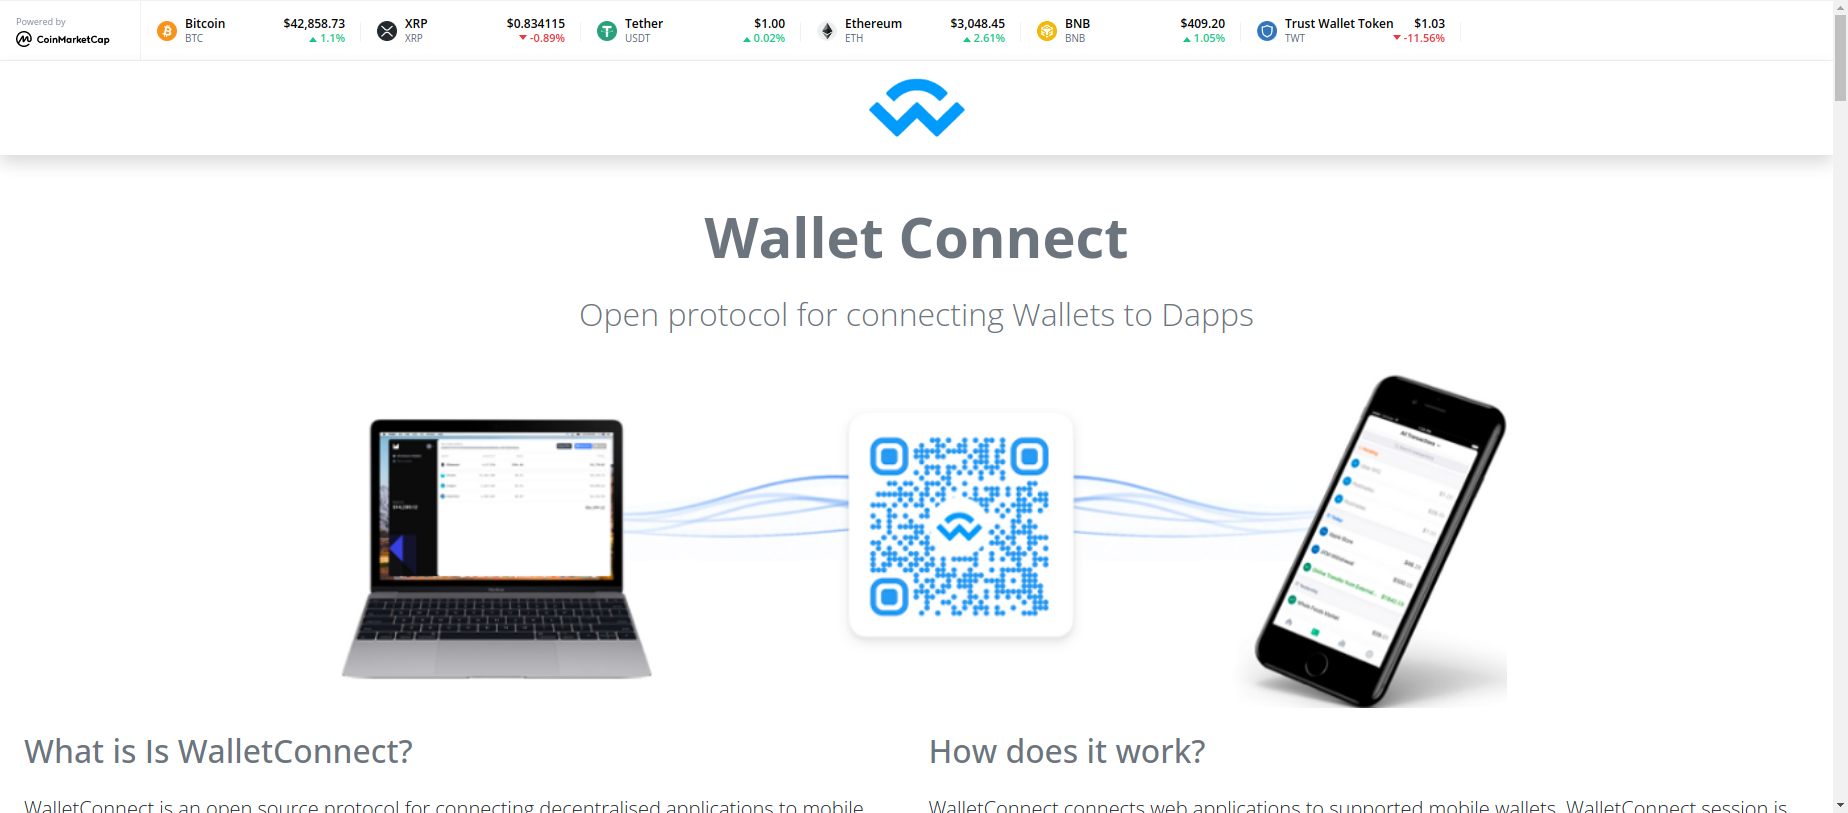 Powered by
CoinMarketCap
Bitcoin $42,858.73
BTC 1.1%
XRP $0.834115
XRP -0.89%
Tether $1.00
USDT 0.02%
Ethereum $3,048.45
ETH 2.61%
BNB $409.20
BNB 1.05%
Trust Wallet Token $1.03
TWT -11.56%
Wallet Connect
Open protocol for connecting Wallets to Dapps
What is Is WalletConnect?
WalletConnect is an open source protocol for connecting decentralised applications to mobile
How does it work?
WalletConnect connects web applications to supported mobile wallets. WalletConnect session is